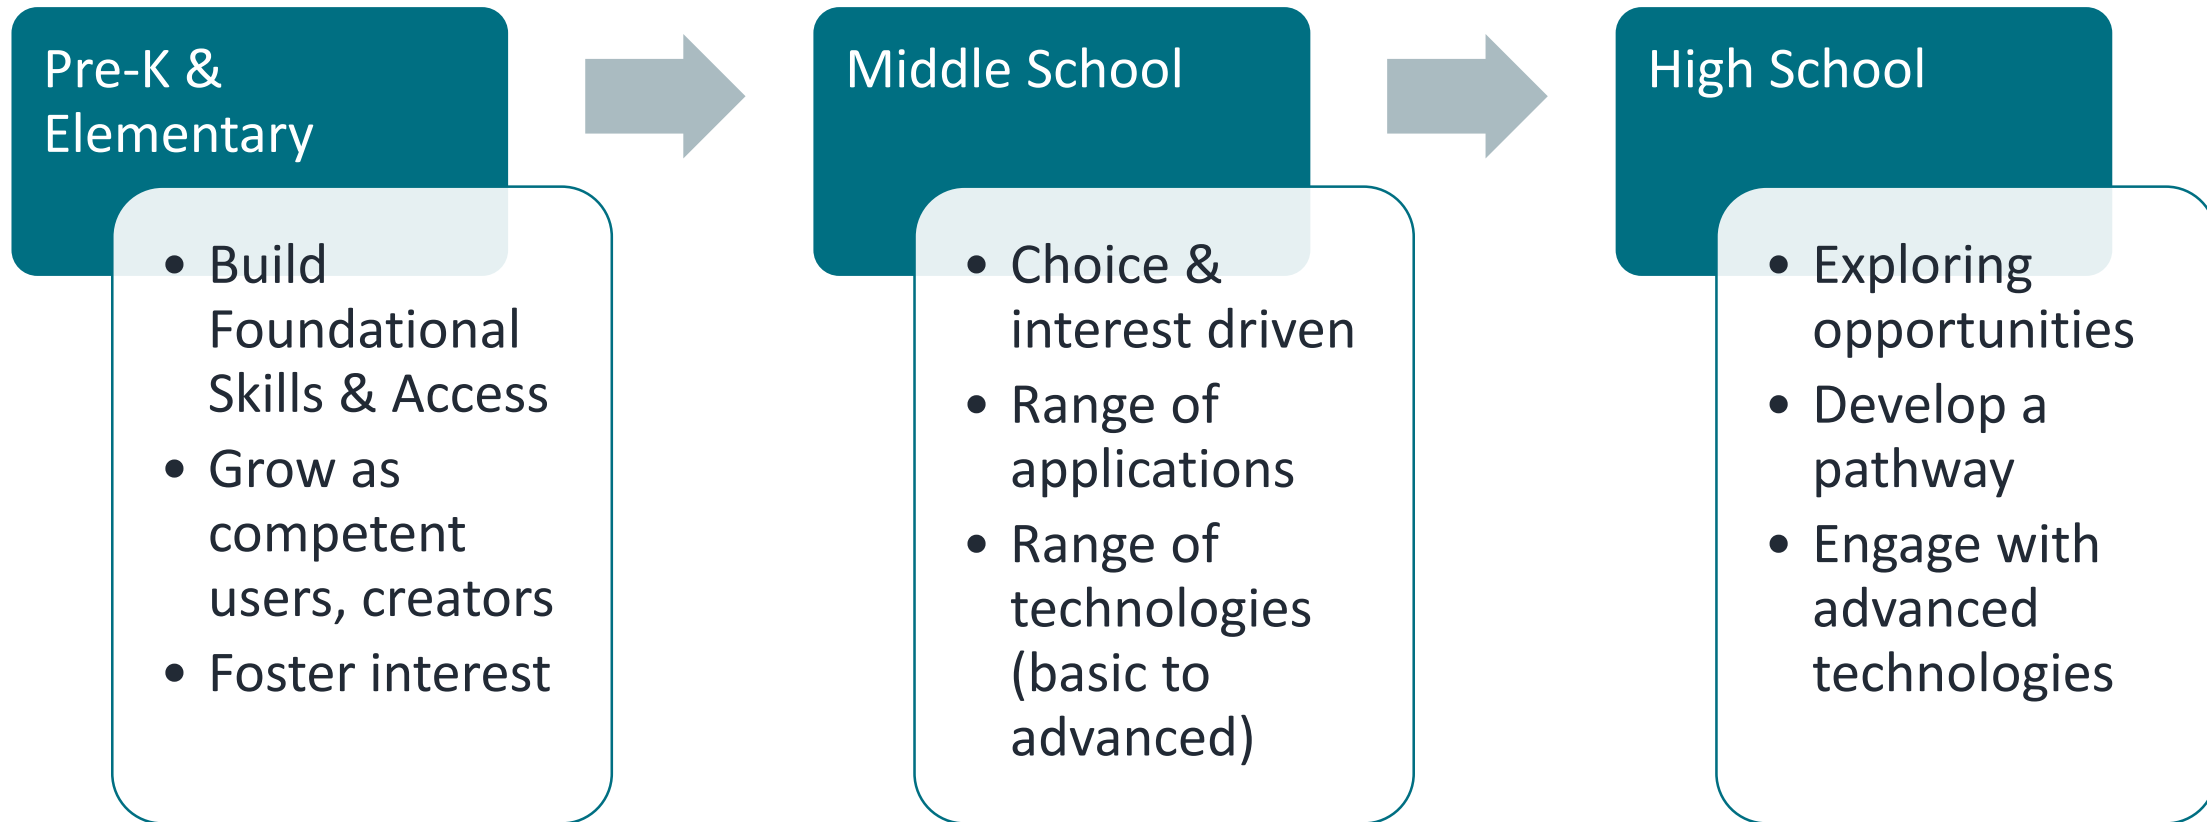 Pre-K &
Elementary
• Build
Foundational
Skills & Access
• Grow as
competent
users, creators
• Foster interest
Middle School
• Choice &
interest driven
• Range of
applications
• Range of
technologies
(basic to
advanced)
High School
• Exploring
opportunities
• Develop a
pathway
• Engage with
advanced
technologies